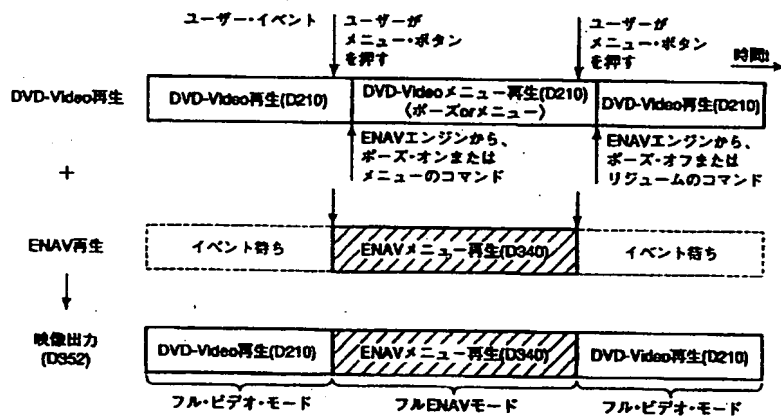 ユーザー・イベント
ユーザーが
メニュー・ボタン
を押す
ユーザーが
メニュー・ボタン
を押す
時間t
DVD-Video再生
DVD-Video再生(D210)
DVD-Videoメニュー再生(D210)
〈ポーズorメニュー〉
DVD-Video再生(D210)
ENAVエンジンから、
ポーズ・オンまたは
メニューのコマンド
ENAVエンジンから、
ポーズ・オフまたは
リジュームのコマンド
+
ENAV再生
イベント待ち
ENAVメニュー再生(D340)
イベント待ち
映像出力
(D352)
DVD-Video再生(D210)
ENAVメニュー再生(D340)
DVD-Video再生(D210)
フル・ビデオ・モード
フルENAVモード
フル・ビデオ・モード